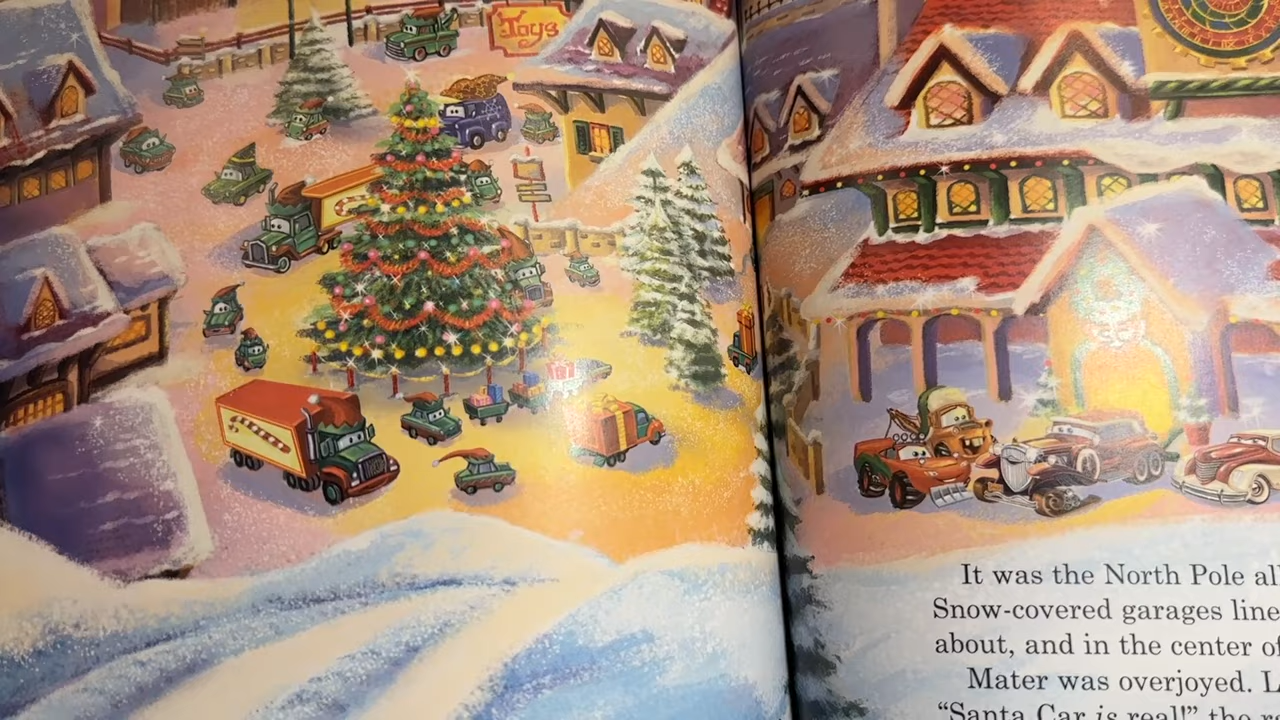 Toys
It was the North Pole al
Snow-covered garages line
about, and in the center of
Mater was overjoyed. L
"Santa Car is real!" the